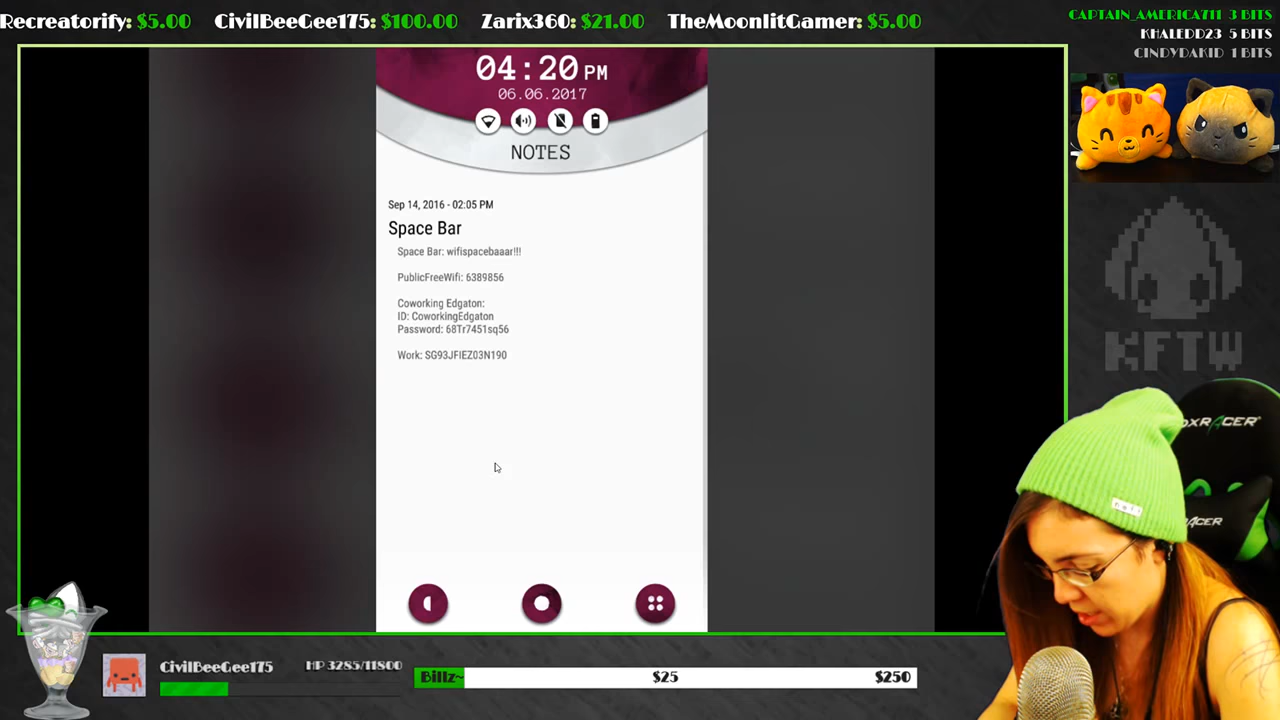 Recreatorify: $5.00 CivilBeeGee175: $100.00 Zarix360: $21.00 TheMoonlitGamer: $5.00
CAPTAIN_AMERICA711 3 BITS
KHALEDD23 5 BITS
CINDYDAKID 1 BITS
04:20 PM
06.06.2017
NOTES
Sep 14, 2016 - 02:05 PM
Space Bar
Space Bar: wifispacebaaar!!!
PublicFreeWifi: 6389856
Coworking Edgaton:
ID: CoworkingEdgaton
Password: 68Tr7451sq56
Work: SG93JFIEZ03N190
KFTW
DXRACER
RACER
neff
CivilBeeGee175 HP 3285/11800
Billz~ $25 $250